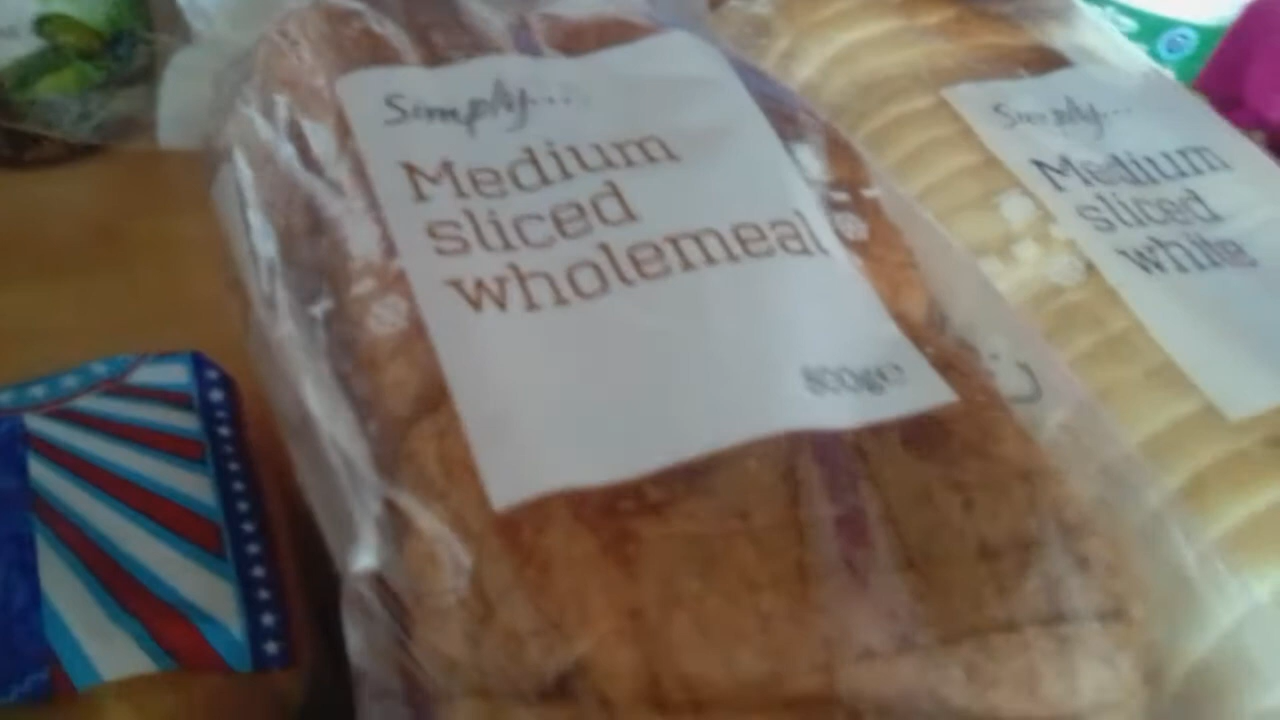 Simply...
Medium
sliced
wholemeal
800g℮
Simply...
Medium
sliced
white